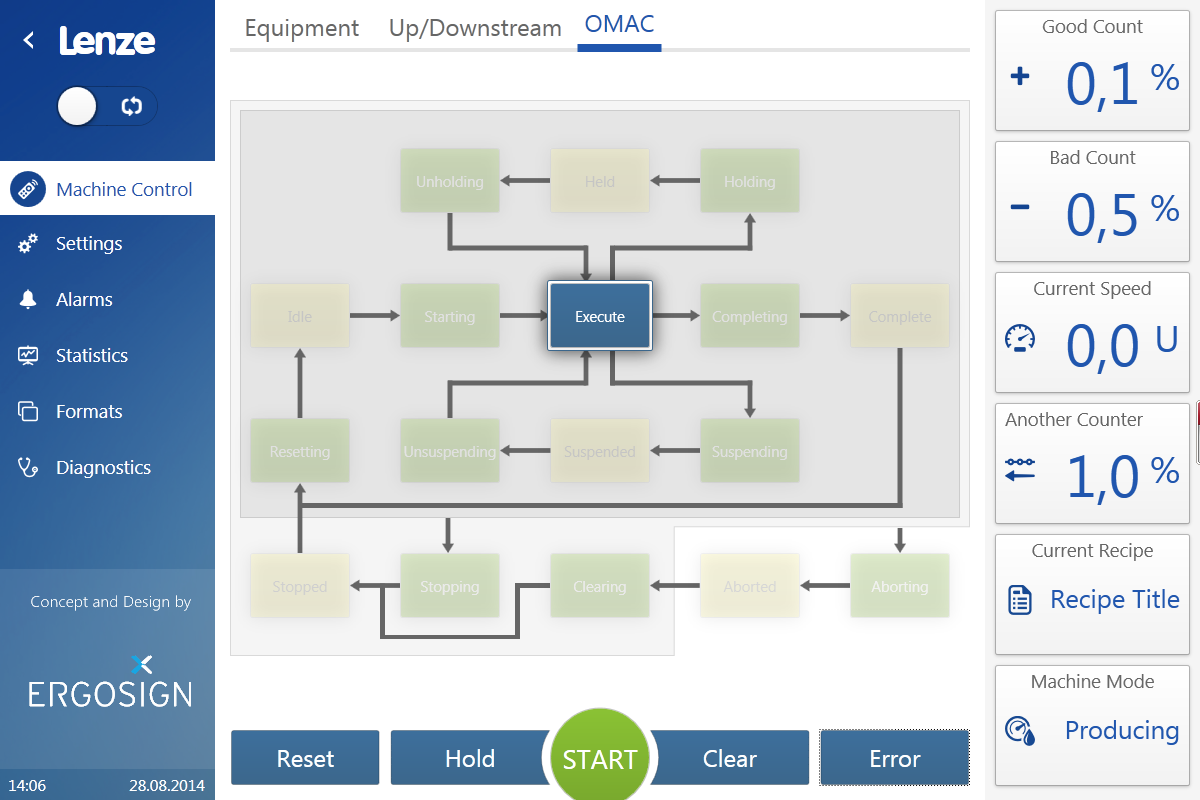 Lenze
Machine Control
Settings
Alarms
Statistics
Formats
Diagnostics
Concept and Design by
ERGOSIGN
14:06 28.08.2014
Equipment Up/Downstream OMAC
Unholding Held Holding
Idle Starting Execute Completing Complete
Resetting Unsuspending Suspended Suspending
Stopped Stopping Clearing Aborted Aborting
Reset Hold START Clear Error
Good Count
+ 0,1 %
Bad Count
- 0,5 %
Current Speed
0,0 U
Another Counter
1,0 %
Current Recipe
Recipe Title
Machine Mode
Producing